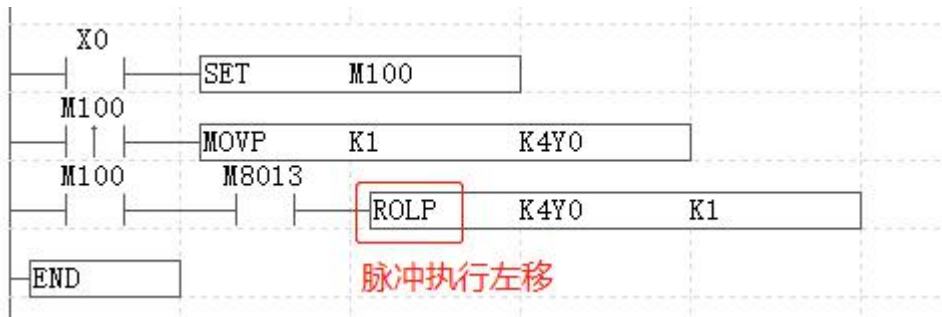 X0
SET M100
M100
↑
MOVP K1 K4Y0
M100 M8013
ROLP K4Y0 K1
END
脉冲执行左移